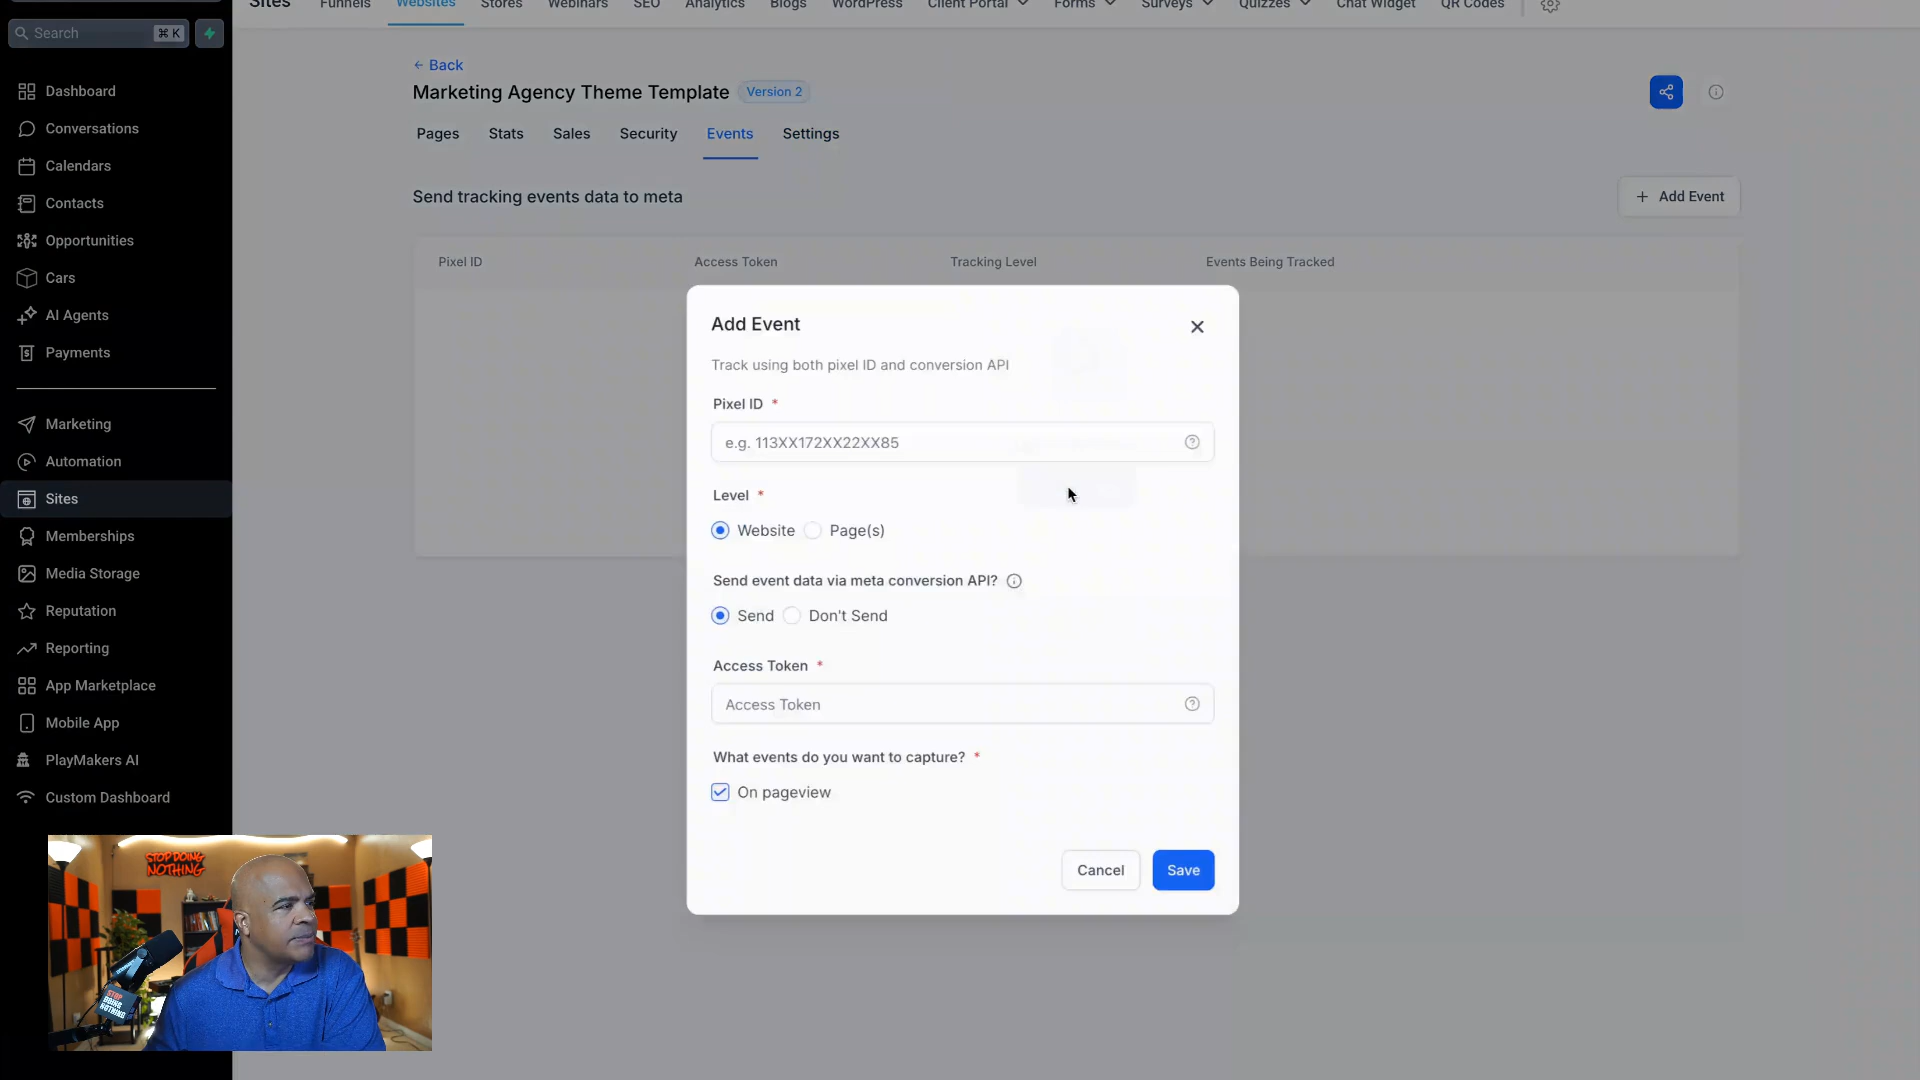 Sites
Funnels
Websites
Stores
Webinars
SEO
Analytics
Blogs
WordPress
Client Portal
Forms
Surveys
Quizzes
Chat Widget
QR Codes
Search
⌘ K
Dashboard
Conversations
Calendars
Contacts
Opportunities
Cars
AI Agents
Payments
Marketing
Automation
Sites
Memberships
Media Storage
Reputation
Reporting
App Marketplace
Mobile App
PlayMakers AI
Custom Dashboard
← Back
Marketing Agency Theme Template
Version 2
Pages
Stats
Sales
Security
Events
Settings
Send tracking events data to meta
+ Add Event
Pixel ID
Access Token
Tracking Level
Events Being Tracked
Add Event
Track using both pixel ID and conversion API
Pixel ID *
e.g. 113XX172XX22XX85
Level *
Website
Page(s)
Send event data via meta conversion API?
Send
Don't Send
Access Token *
Access Token
What events do you want to capture? *
On pageview
Cancel
Save
STOP DOING
NOTHING
STOP
DOING
NOTHING